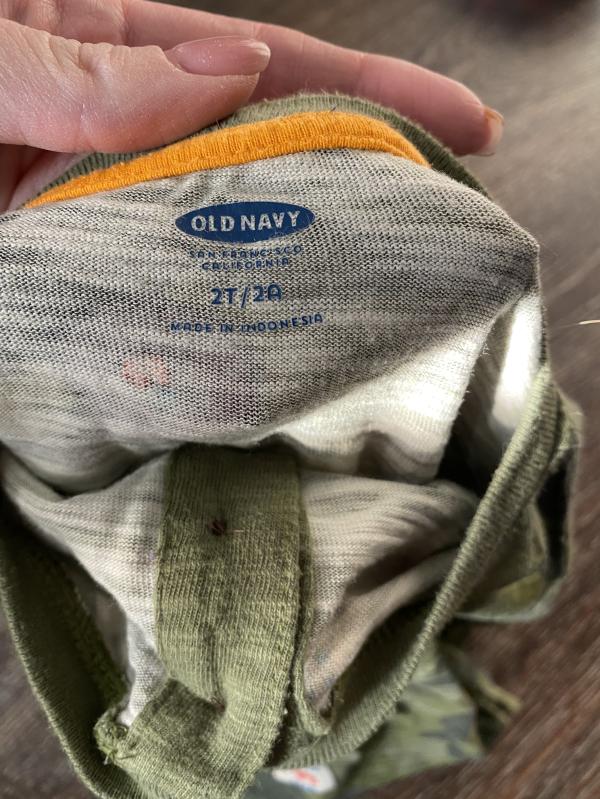 OLD NAVY
SAN FRANCISCO
CALIFORNIA
2T/2A
MADE IN INDONESIA